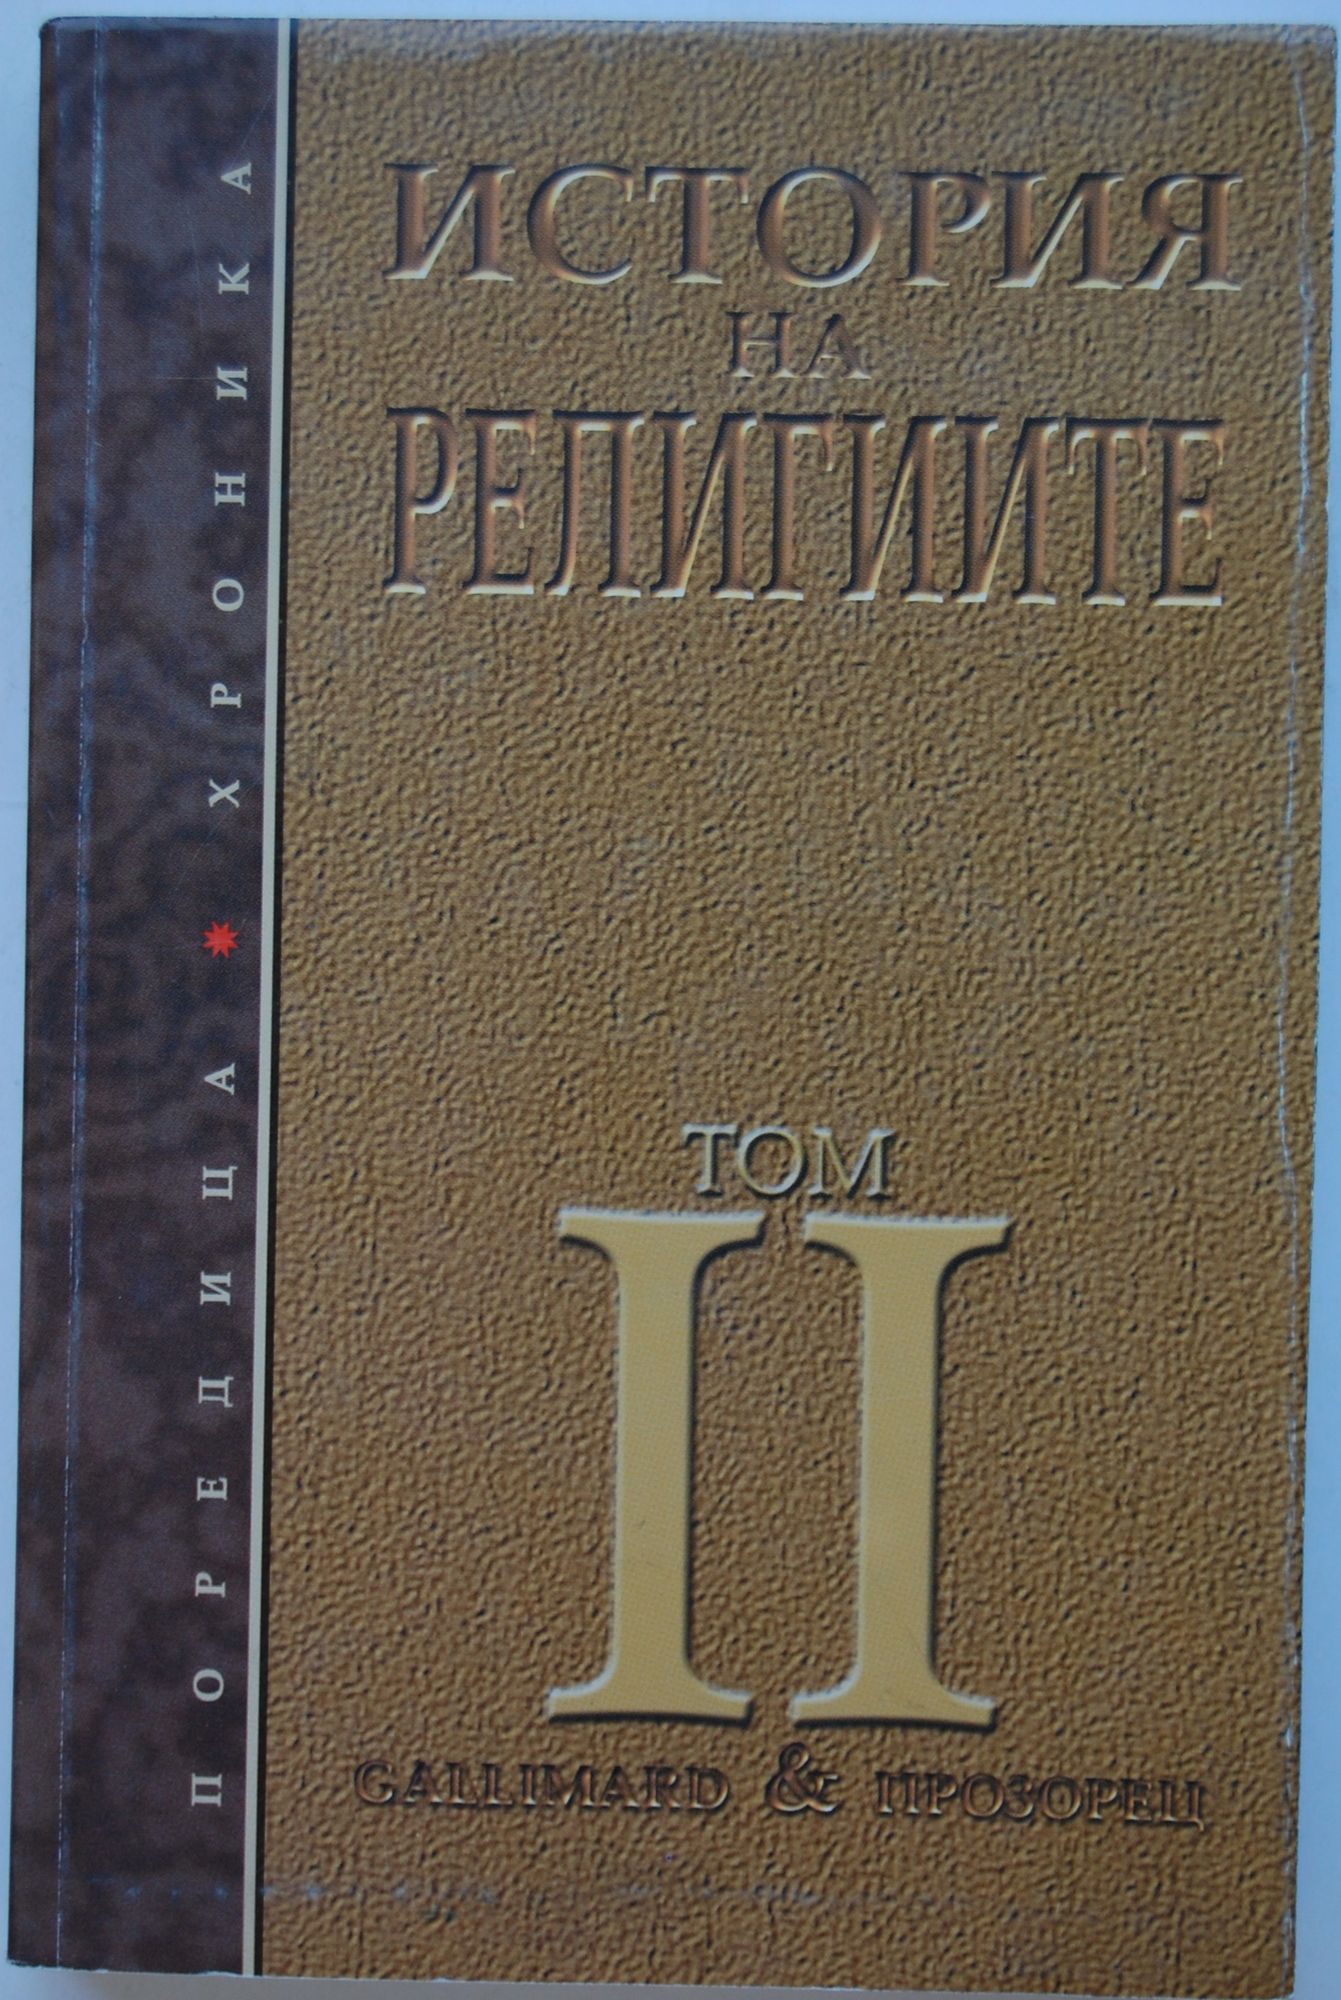 ИСТОРИЯ
НА
РЕЛИГИИТЕ
ТОМ
II
GALLIMARD & ПРОЗОРЕЦ
ПОРЕДИЦА * ХРОНИКА